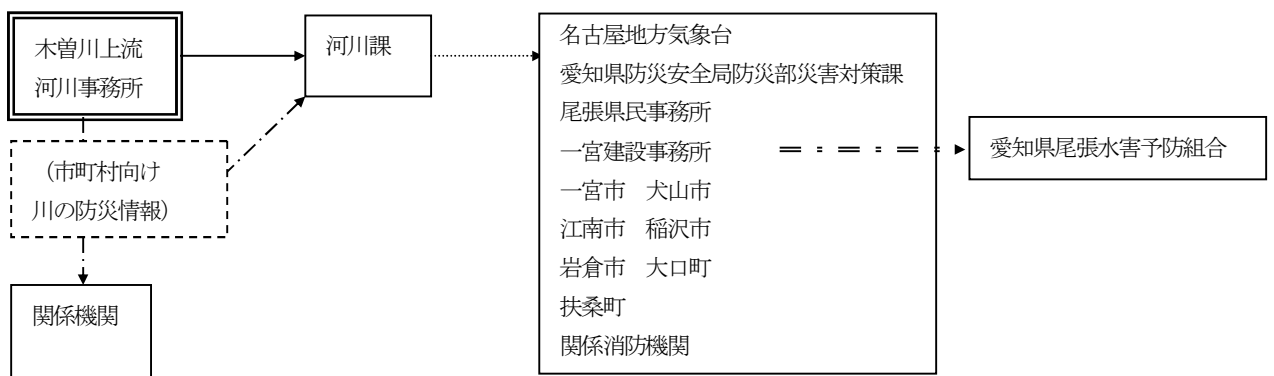 木曽川上流
河川事務所
(市町村向け
川の防災情報)
関係機関
河川課
名古屋地方気象台
愛知県防災安全局防災部災害対策課
尾張県民事務所
一宮建設事務所
一宮市　犬山市
江南市　稲沢市
岩倉市　大口町
扶桑町
関係消防機関
愛知県尾張水害予防組合